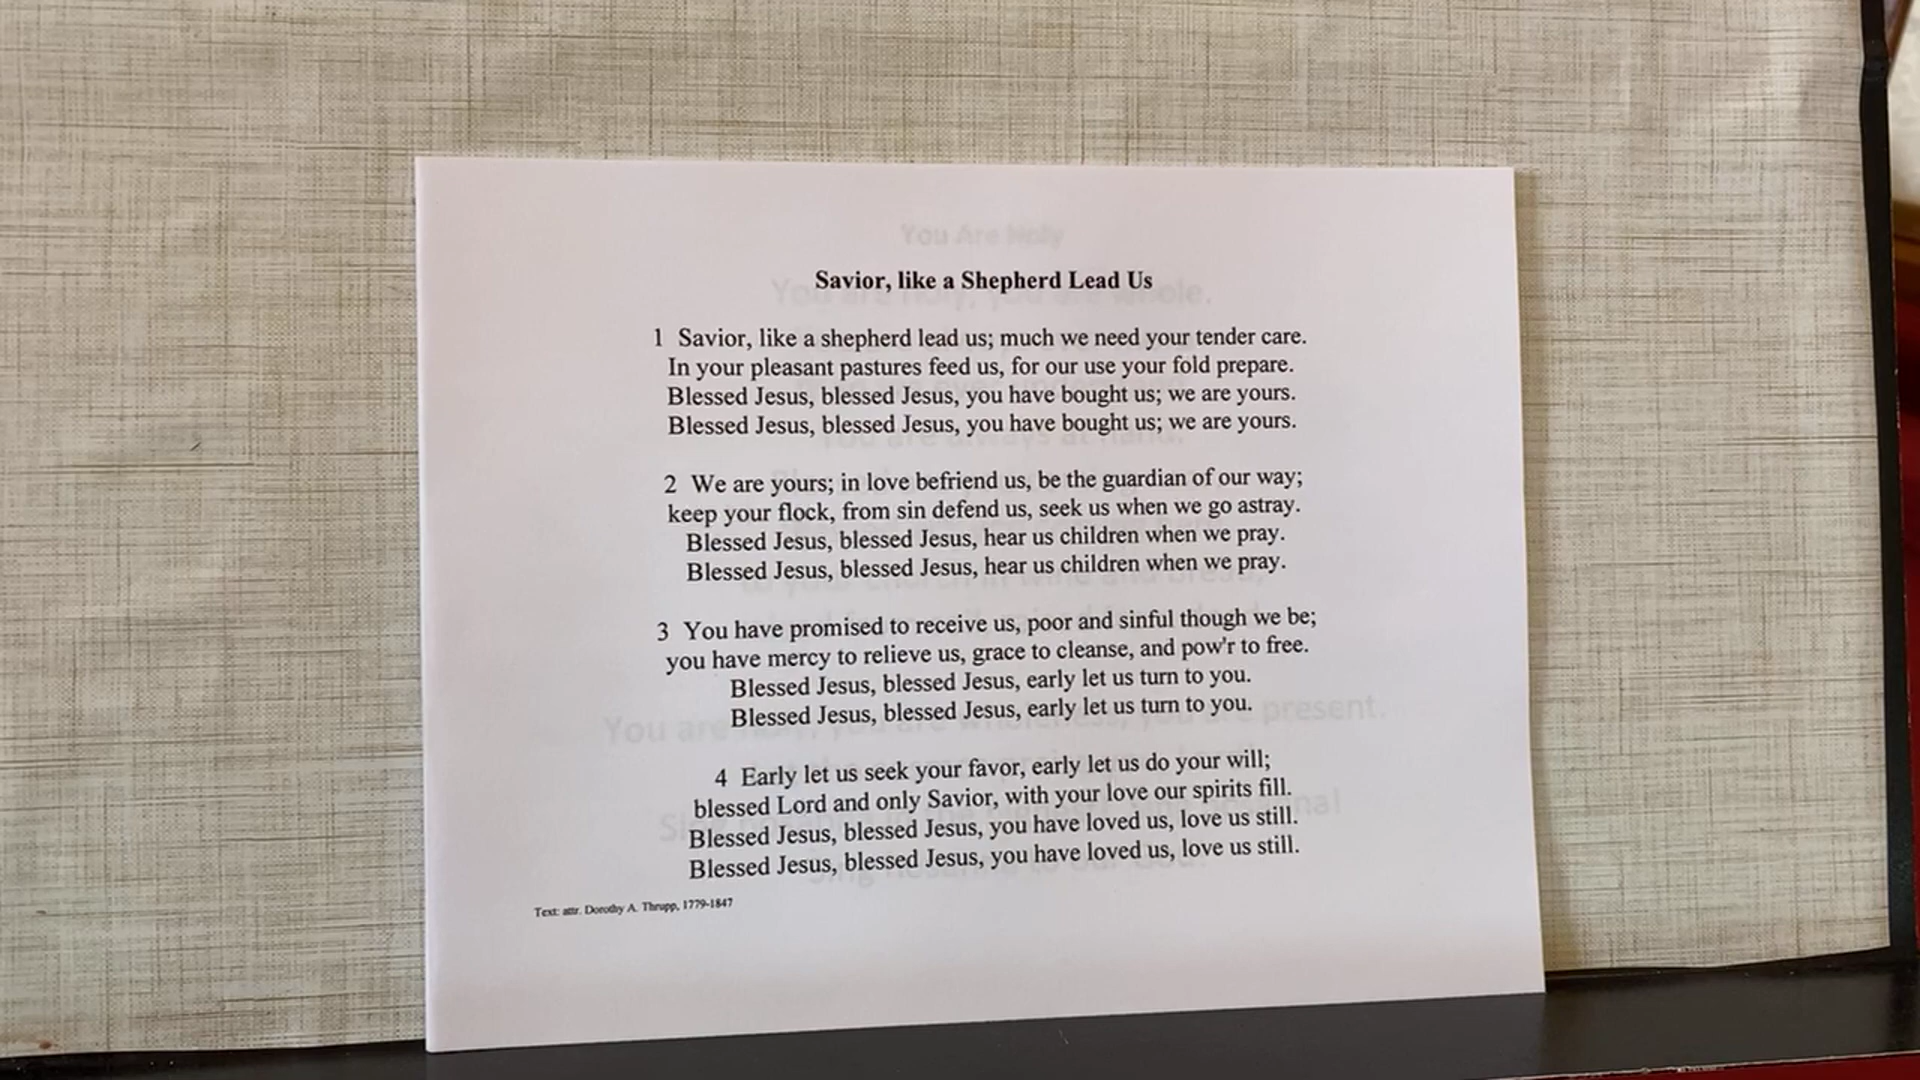 You Are Holy
Savior, like a Shepherd Lead Us
1 Savior, like a shepherd lead us; much we need your tender care.
In your pleasant pastures feed us, for our use your fold prepare.
Blessed Jesus, blessed Jesus, you have bought us; we are yours.
Blessed Jesus, blessed Jesus, you have bought us; we are yours.
2 We are yours; in love befriend us, be the guardian of our way;
keep your flock, from sin defend us, seek us when we go astray.
Blessed Jesus, blessed Jesus, hear us children when we pray.
Blessed Jesus, blessed Jesus, hear us children when we pray.
3 You have promised to receive us, poor and sinful though we be;
you have mercy to relieve us, grace to cleanse, and pow'r to free.
Blessed Jesus, blessed Jesus, early let us turn to you.
Blessed Jesus, blessed Jesus, early let us turn to you.
4 Early let us seek your favor, early let us do your will;
blessed Lord and only Savior, with your love our spirits fill.
Blessed Jesus, blessed Jesus, you have loved us, love us still.
Blessed Jesus, blessed Jesus, you have loved us, love us still.
Text: attr. Dorothy A. Thrupp, 1779-1847